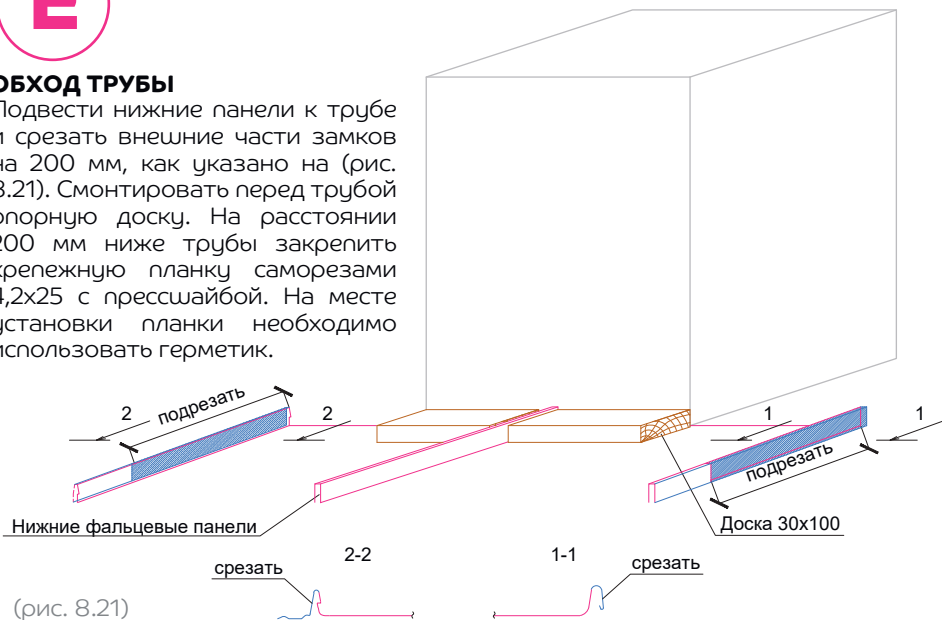 Е
ОБХОД ТРУБЫ
Подвести нижние панели к трубе
и срезать внешние части замков
на 200 мм, как указано на (рис.
8.21). Смонтировать перед трубой
опорную доску. На расстоянии
200 мм ниже трубы закрепить
крепежную планку саморезами
4,2x25 с прессшайбой. На месте
установки планки необходимо
использовать герметик.
2 подрезать 2
1 1
подрезать
Нижние фальцевые панели
Доска 30x100
2-2 1-1
срезать срезать
(рис. 8.21)